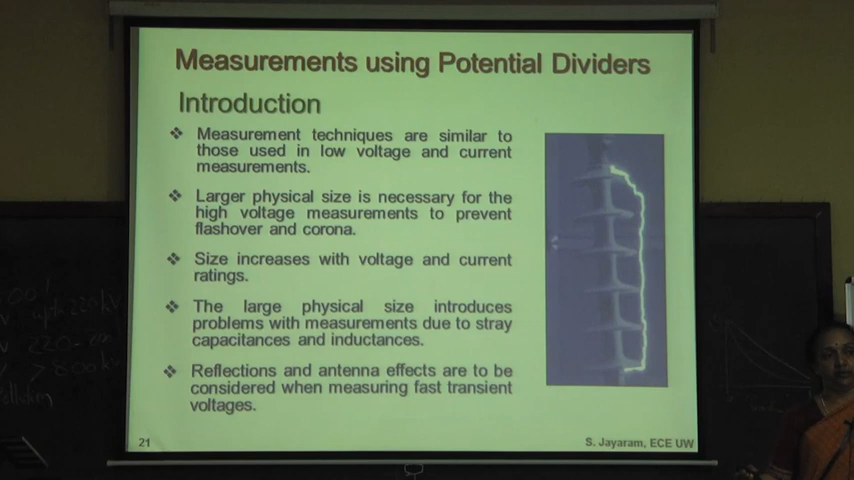 Measurements using Potential Dividers
Introduction
❖ Measurement techniques are similar to
those used in low voltage and current
measurements.
❖ Larger physical size is necessary for the
high voltage measurements to prevent
flashover and corona.
❖ Size increases with voltage and current
ratings.
❖ The large physical size introduces
problems with measurements due to stray
capacitances and inductances.
❖ Reflections and antenna effects are to be
considered when measuring fast transient
voltages.
21
S. Jayaram, ECE UW
upto 220 kV